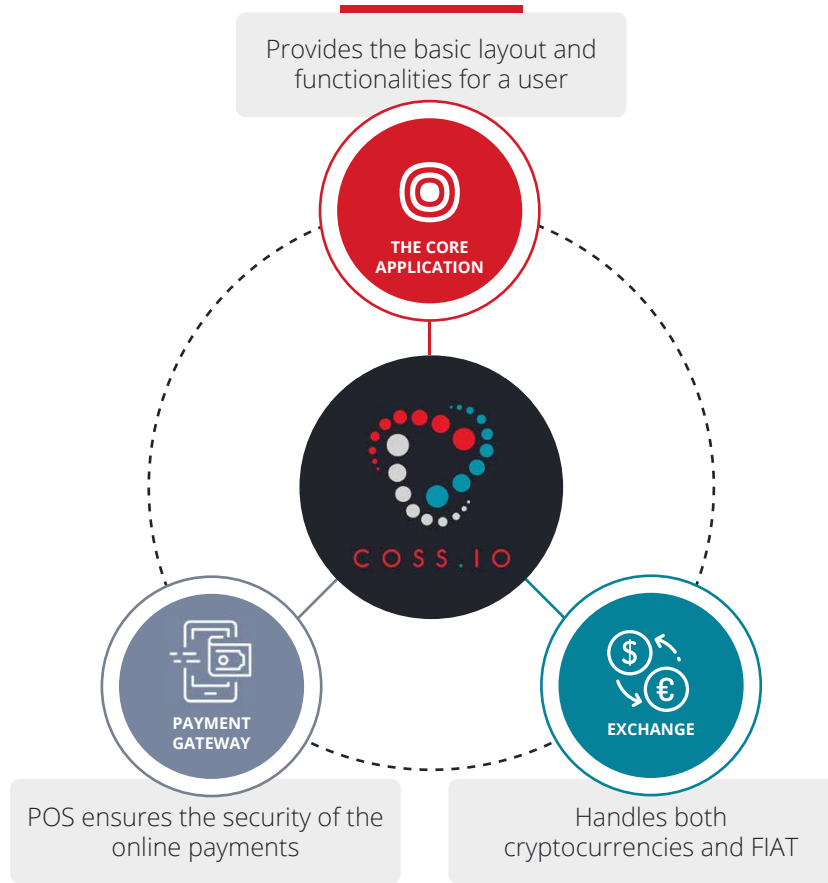 Provides the basic layout and
functionalities for a user
THE CORE
APPLICATION
COSS.IO
PAYMENT
GATEWAY
$
€
EXCHANGE
POS ensures the security of the
online payments
Handles both
cryptocurrencies and FIAT